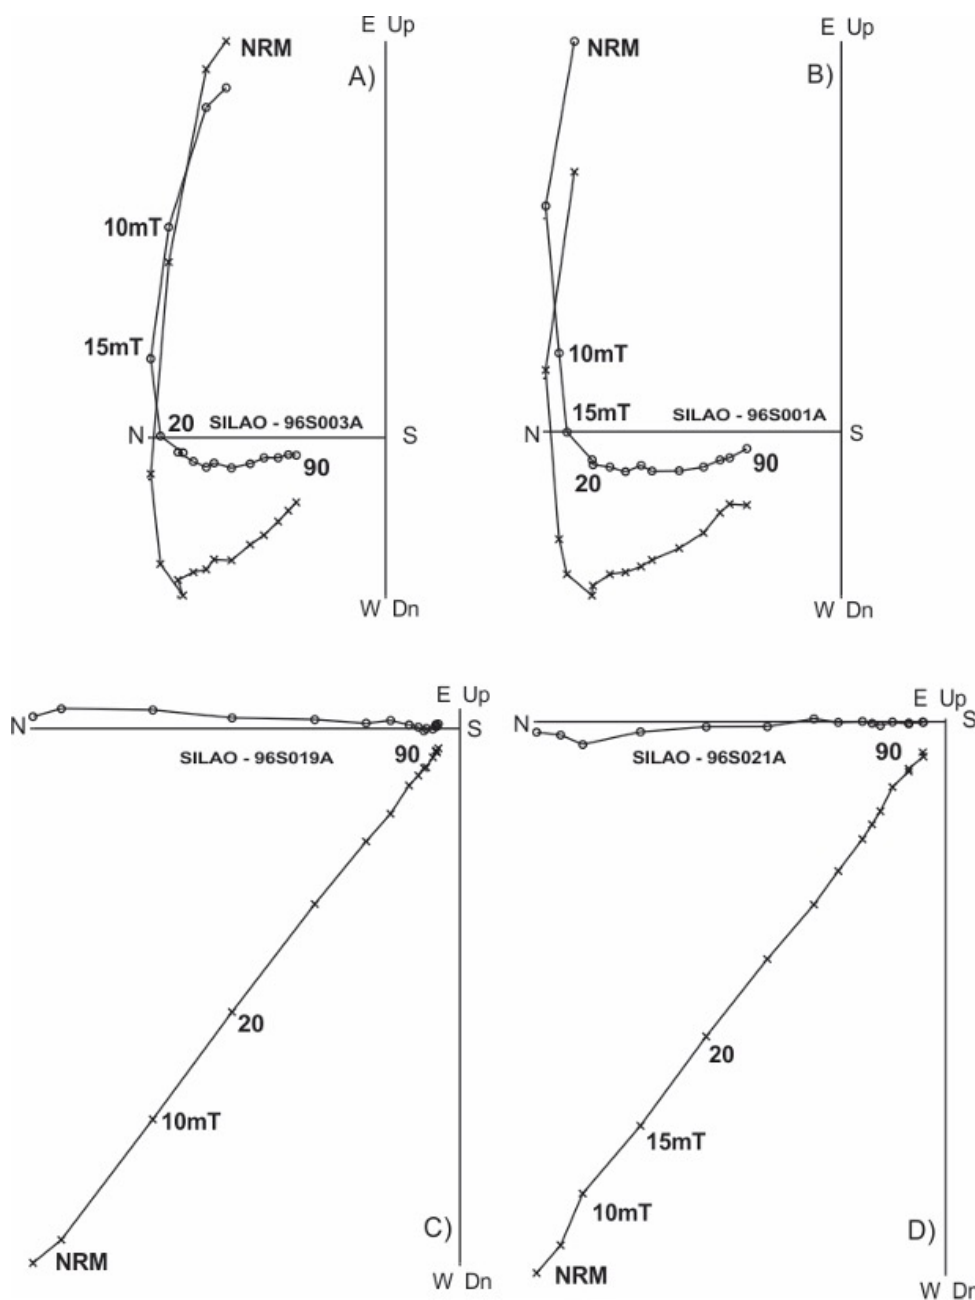 E Up
NRM
A)
10mT
15mT
20
SILAO - 96S003A
N
S
90
W Dn
E Up
NRM
B)
10mT
15mT
SILAO - 96S001A
N
S
20
90
W Dn
E Up
N
S
90
SILAO - 96S019A
20
10mT
C)
NRM
W Dn
E Up
N
S
90
SILAO - 96S021A
20
15mT
10mT
D)
NRM
W Dn